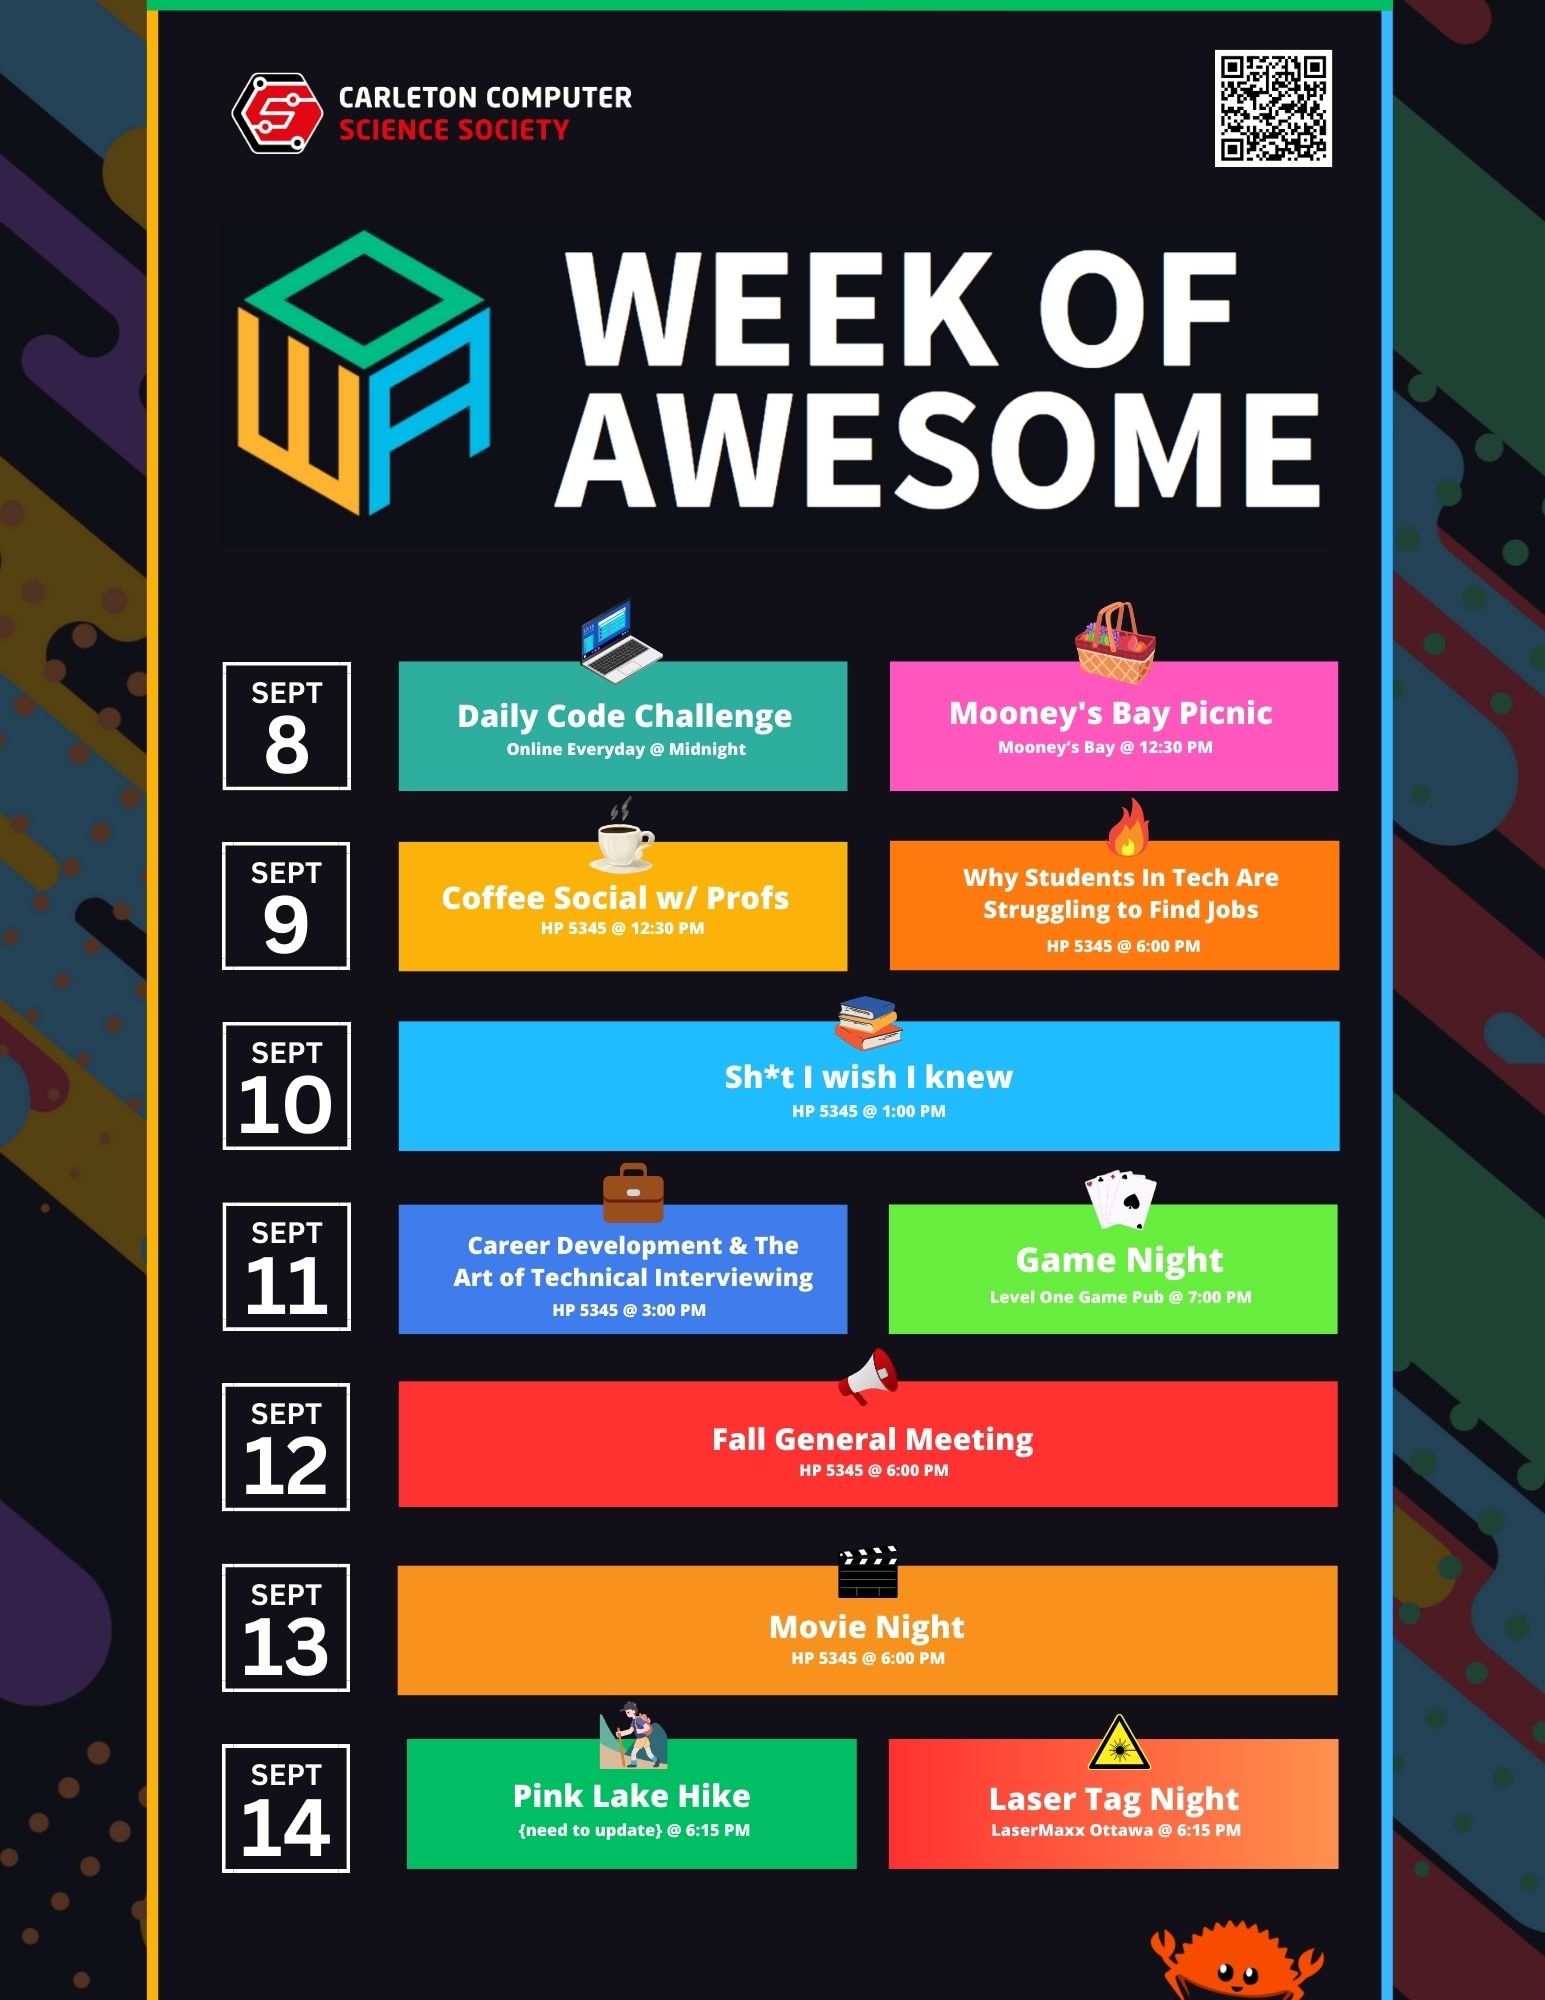 CARLETON COMPUTER
SCIENCE SOCIETY
WOA
WEEK OF
AWESOME
SEPT
8
Daily Code Challenge
Online Everyday @ Midnight
Mooney's Bay Picnic
Mooney’s Bay @ 12:30 PM
SEPT
9
Coffee Social w/ Profs
HP 5345 @ 12:30 PM
Why Students In Tech Are
Struggling to Find Jobs
HP 5345 @ 6:00 PM
SEPT
10
Sh*t I wish I knew
HP 5345 @ 1:00 PM
SEPT
11
Career Development & The
Art of Technical Interviewing
HP 5345 @ 3:00 PM
Game Night
Level One Game Pub @ 7:00 PM
SEPT
12
Fall General Meeting
HP 5345 @ 6:00 PM
SEPT
13
Movie Night
HP 5345 @ 6:00 PM
SEPT
14
Pink Lake Hike
{need to update} @ 6:15 PM
Laser Tag Night
LaserMaxx Ottawa @ 6:15 PM